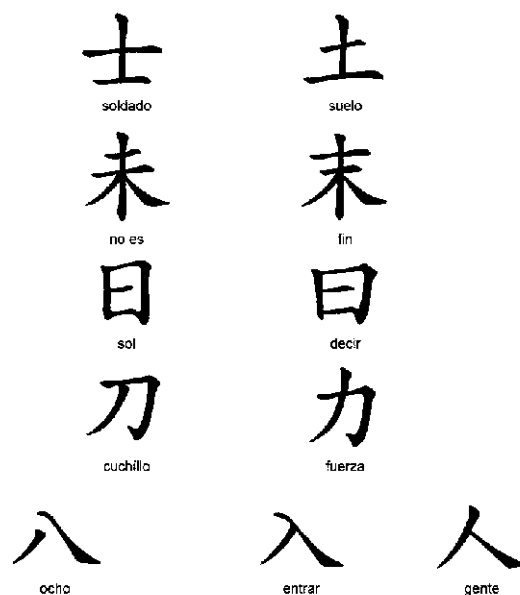 士 土
soldado suelo
未 末
no es fin
日 曰
sol decir
刀 力
cuchillo fuerza
八 入 人
ocho entrar gente